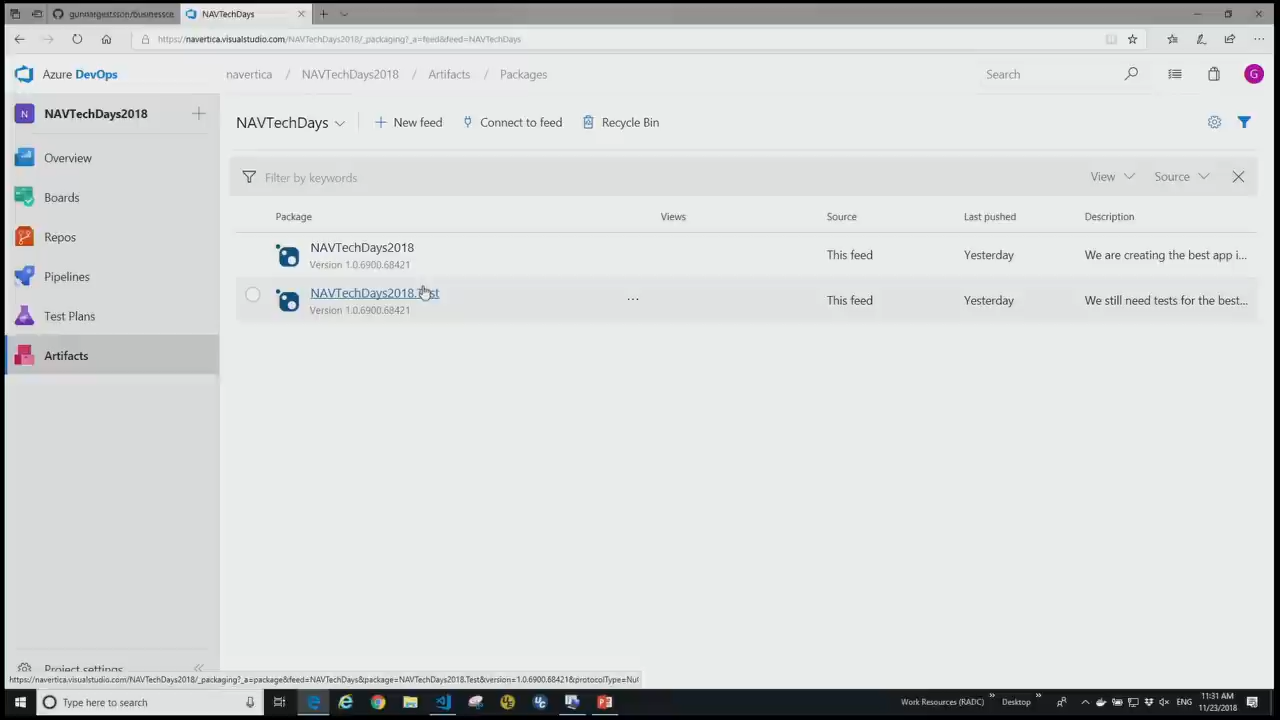 gunnargestsson/businessce
NAVTechDays
https://navertica.visualstudio.com/NAVTechDays2018/_packaging?_a=feed&feed=NAVTechDays
Azure DevOps
navertica / NAVTechDays2018 / Artifacts / Packages
Search
G
N NAVTechDays2018
NAVTechDays
New feed
Connect to feed
Recycle Bin
Overview
Boards
Repos
Pipelines
Test Plans
Artifacts
Filter by keywords
View
Source
Package
Views
Source
Last pushed
Description
NAVTechDays2018
Version 1.0.6900.68421
This feed
Yesterday
We are creating the best app i...
NAVTechDays2018.Test
Version 1.0.6900.68421
...
This feed
Yesterday
We still need tests for the best...
Project settings
https://navertica.visualstudio.com/NAVTechDays2018/_packaging?_a=package&feed=NAVTechDays&package=NAVTechDays2018.Test&version=1.0.6900.68421&protocolType=Nu
Type here to search
Work Resources (RADC)
Desktop
ENG
11:31 AM
11/23/2018